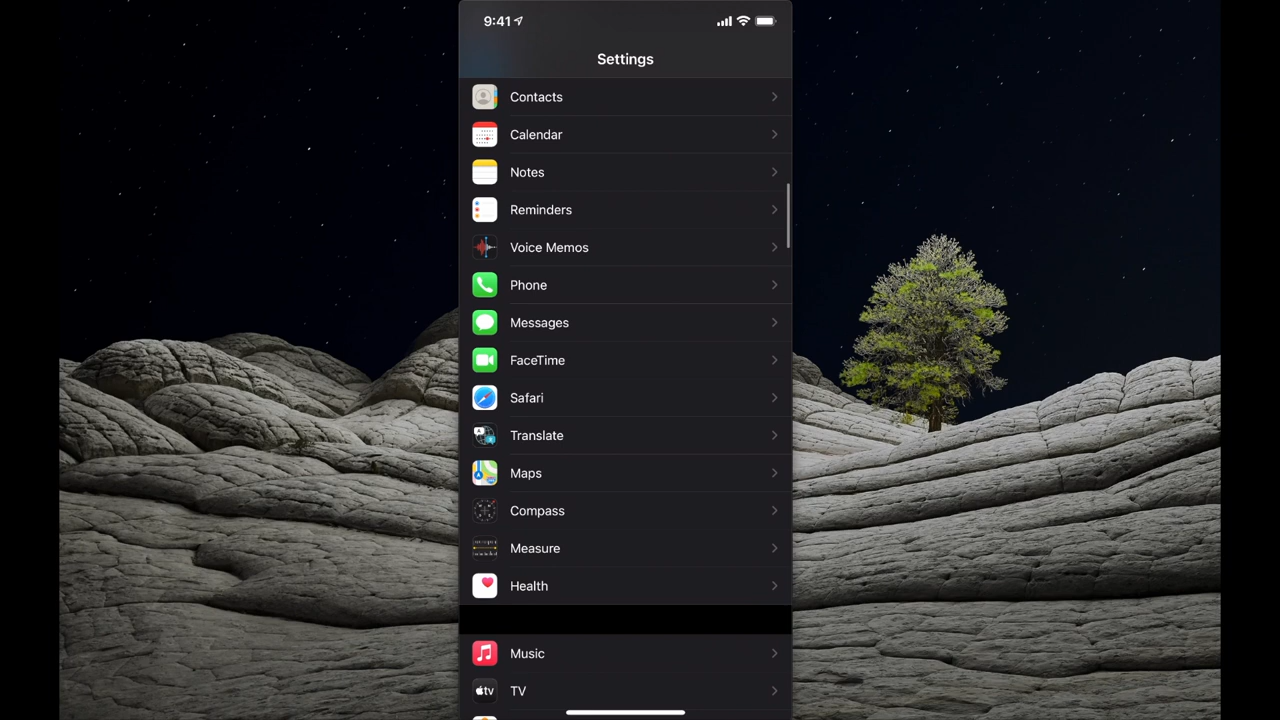 9:41
Settings
Contacts
Calendar
Notes
Reminders
Voice Memos
Phone
Messages
FaceTime
Safari
Translate
Maps
Compass
Measure
Health
Music
tv TV